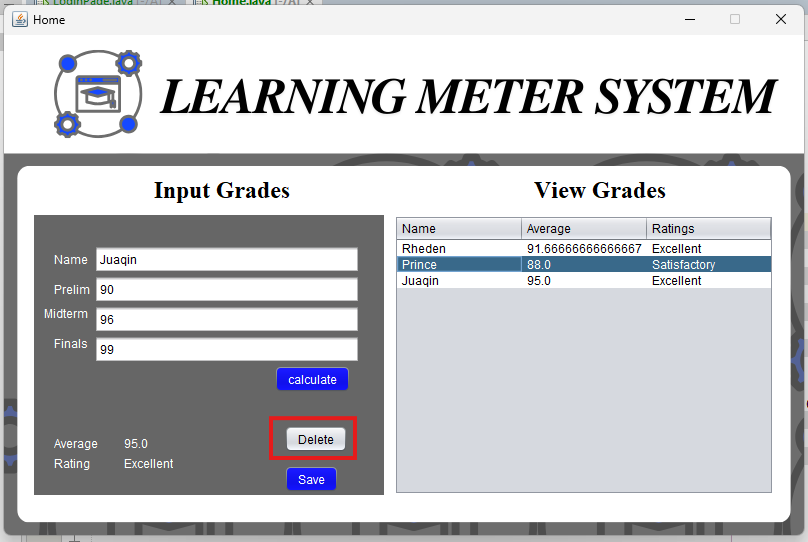 LoginPage.java [-/A]
Home.java [-/A]
Home
LEARNING METER SYSTEM
Input Grades
View Grades
Name Juaqin
Prelim 90
Midterm 96
Finals 99
calculate
Average 95.0
Rating Excellent
Delete
Save
Name Average Ratings
Rheden 91.66666666666667 Excellent
Prince 88.0 Satisfactory
Juaqin 95.0 Excellent